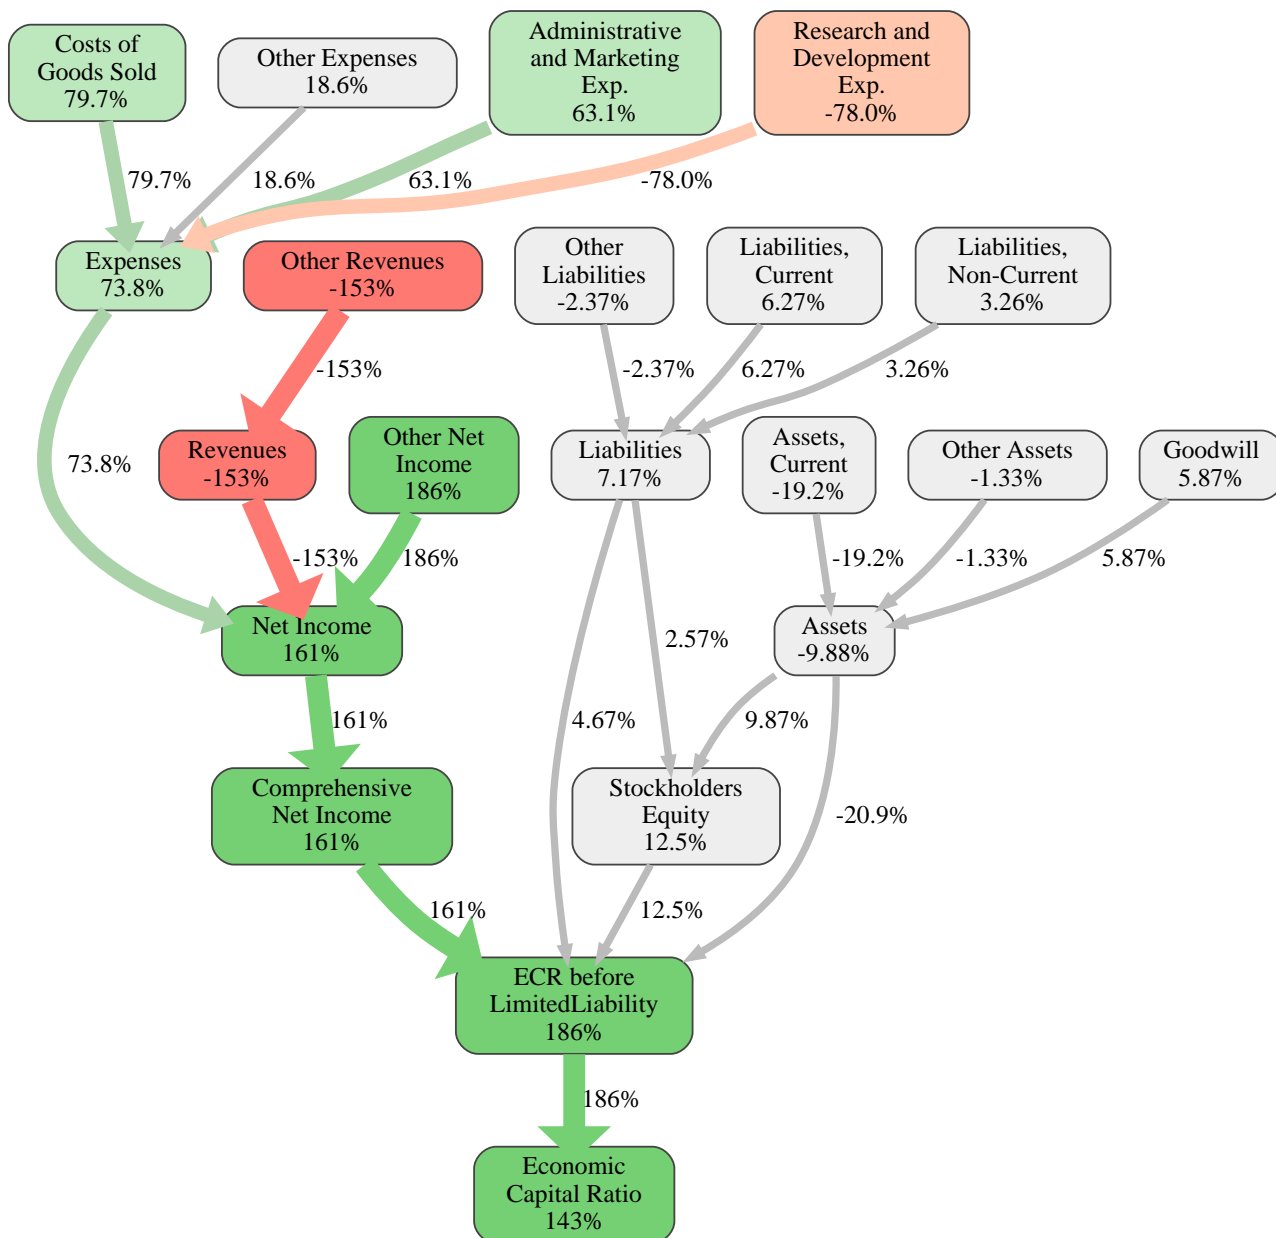 Costs of
Goods Sold
79.7%
Other Expenses
18.6%
Administrative
and Marketing
Exp.
63.1%
Research and
Development
Exp.
-78.0%
79.7%
18.6%
63.1%
-78.0%
Expenses
73.8%
Other Revenues
-153%
Other
Liabilities
-2.37%
Liabilities,
Current
6.27%
Liabilities,
Non-Current
3.26%
-153%
-2.37%
6.27%
3.26%
73.8%
Revenues
-153%
Other Net
Income
186%
Liabilities
7.17%
Assets,
Current
-19.2%
Other Assets
-1.33%
Goodwill
5.87%
-153%
186%
-19.2%
-1.33%
5.87%
Net Income
161%
2.57%
Assets
-9.88%
161%
4.67%
9.87%
Comprehensive
Net Income
161%
Stockholders
Equity
12.5%
-20.9%
161%
12.5%
ECR before
LimitedLiability
186%
186%
Economic
Capital Ratio
143%